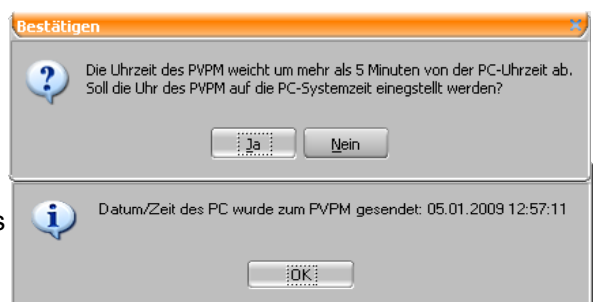 Bestätigen
Die Uhrzeit des PVPM weicht um mehr als 5 Minuten von der PC-Uhrzeit ab.
Soll die Uhr des PVPM auf die PC-Systemzeit einegstellt werden?
Ja Nein
s
Datum/Zeit des PC wurde zum PVPM gesendet: 05.01.2009 12:57:11
OK